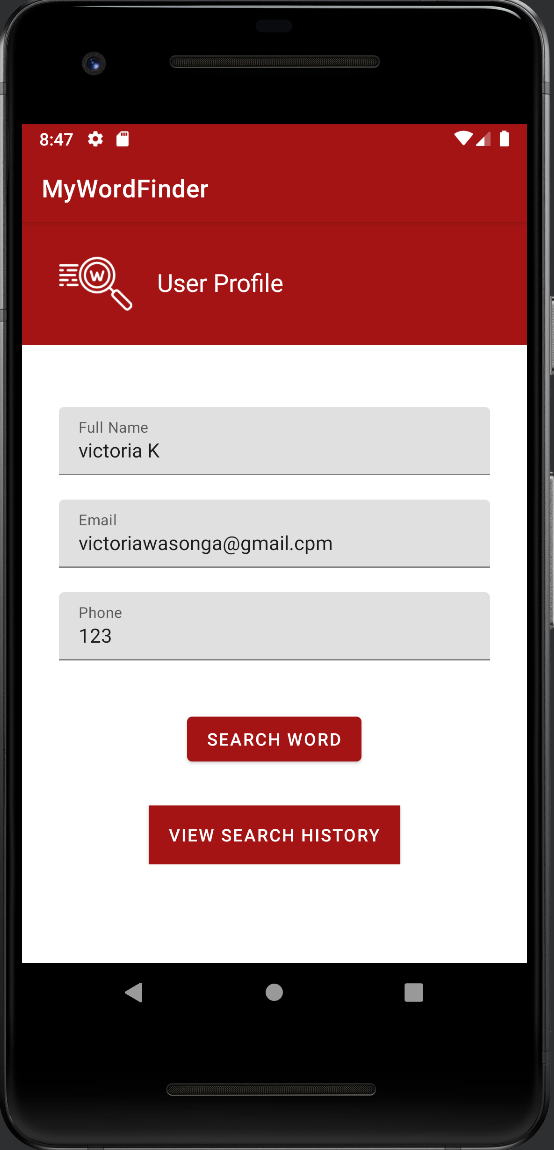 8:47
MyWordFinder
W
User Profile
Full Name
victoria K
Email
victoriawasonga@gmail.cpm
Phone
123
SEARCH WORD
VIEW SEARCH HISTORY